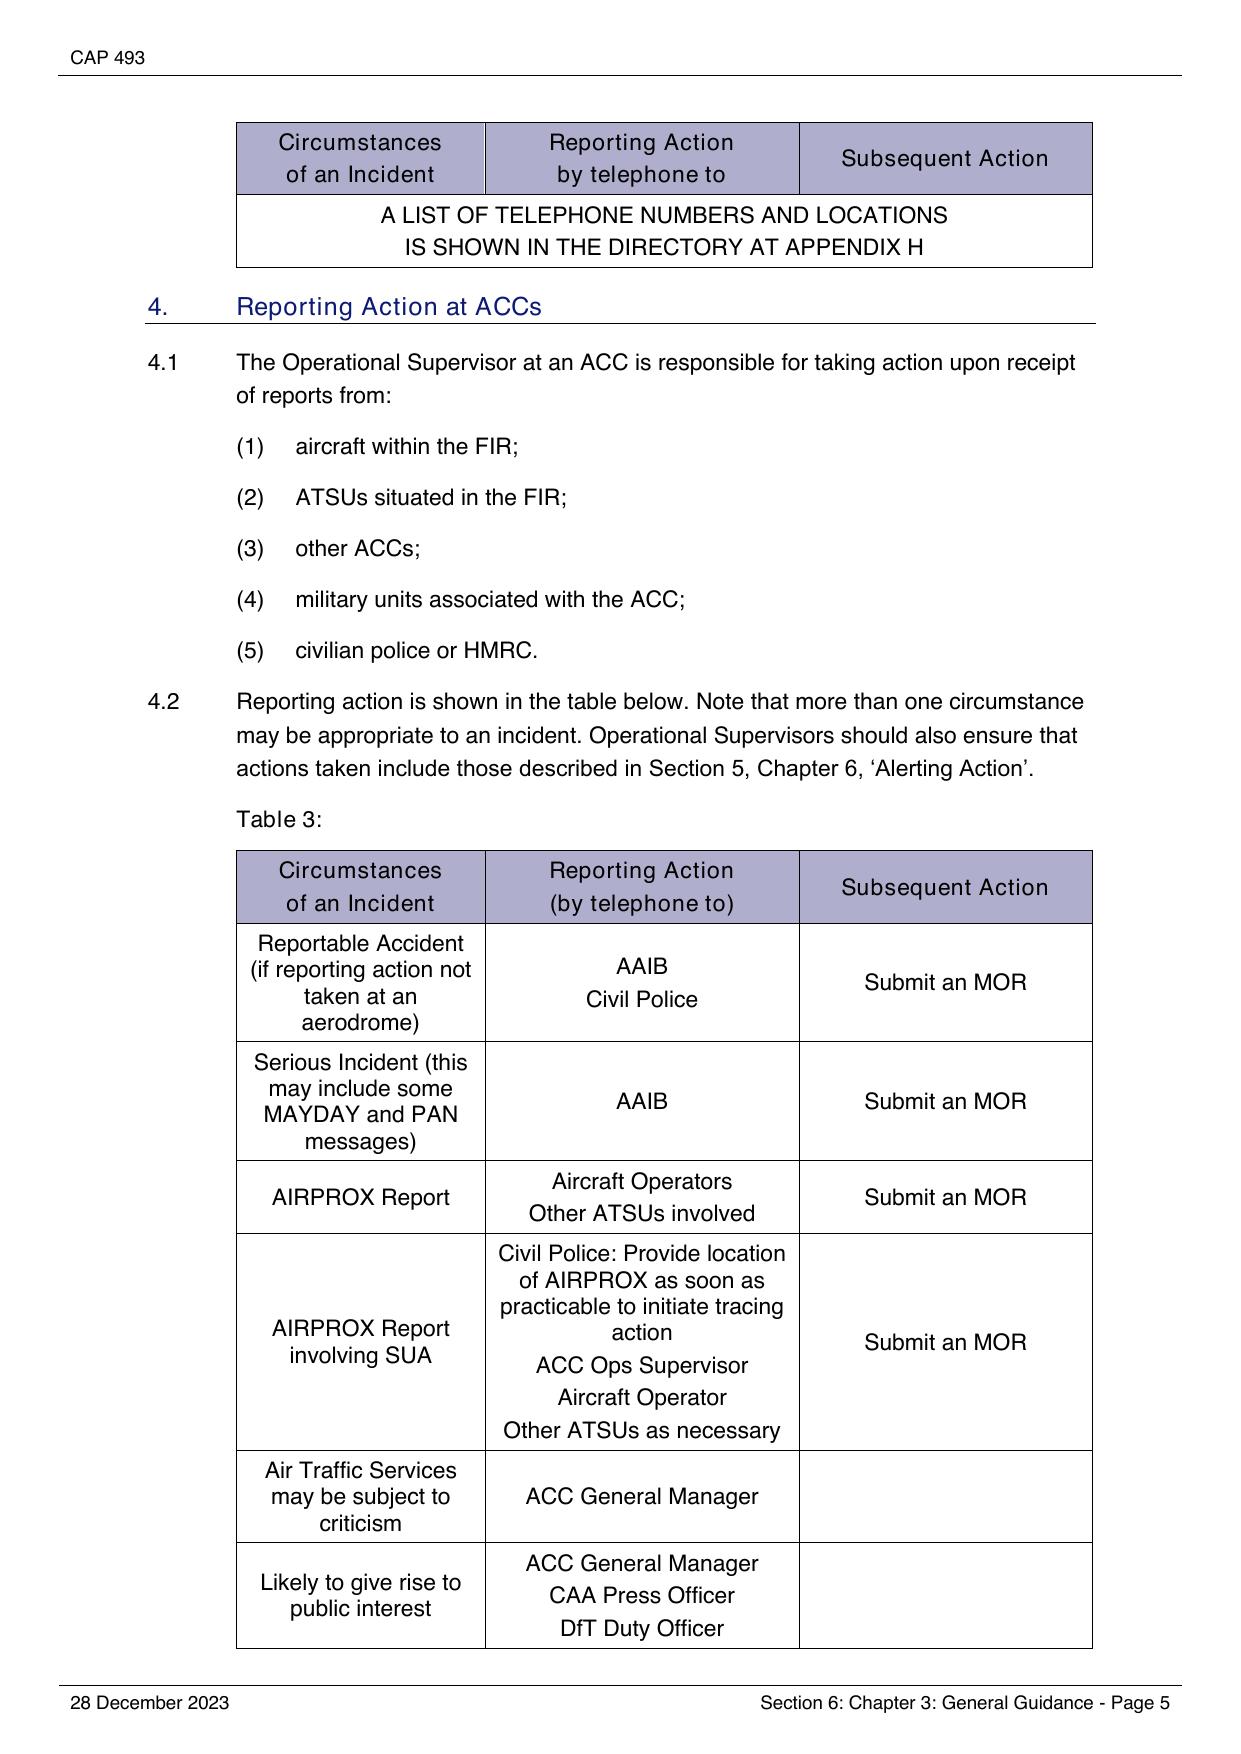 CAP 493
Circumstances
of an Incident
Reporting Action
by telephone to
Subsequent Action
A LIST OF TELEPHONE NUMBERS AND LOCATIONS
IS SHOWN IN THE DIRECTORY AT APPENDIX H
4. Reporting Action at ACCs
4.1 The Operational Supervisor at an ACC is responsible for taking action upon receipt
of reports from:
(1) aircraft within the FIR;
(2) ATSUs situated in the FIR;
(3) other ACCs;
(4) military units associated with the ACC;
(5) civilian police or HMRC.
4.2 Reporting action is shown in the table below. Note that more than one circumstance
may be appropriate to an incident. Operational Supervisors should also ensure that
actions taken include those described in Section 5, Chapter 6, ‘Alerting Action’.
Table 3:
Circumstances
of an Incident
Reporting Action
(by telephone to)
Subsequent Action
Reportable Accident
(if reporting action not
taken at an
aerodrome)
AAIB
Civil Police
Submit an MOR
Serious Incident (this
may include some
MAYDAY and PAN
messages)
AAIB
Submit an MOR
AIRPROX Report
Aircraft Operators
Other ATSUs involved
Submit an MOR
AIRPROX Report
involving SUA
Civil Police: Provide location
of AIRPROX as soon as
practicable to initiate tracing
action
ACC Ops Supervisor
Aircraft Operator
Other ATSUs as necessary
Submit an MOR
Air Traffic Services
may be subject to
criticism
ACC General Manager
Likely to give rise to
public interest
ACC General Manager
CAA Press Officer
DfT Duty Officer
28 December 2023
Section 6: Chapter 3: General Guidance - Page 5